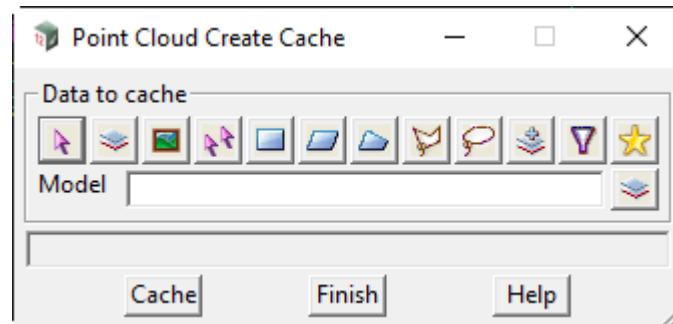 Point Cloud Create Cache
Data to cache
Model
Cache Finish Help